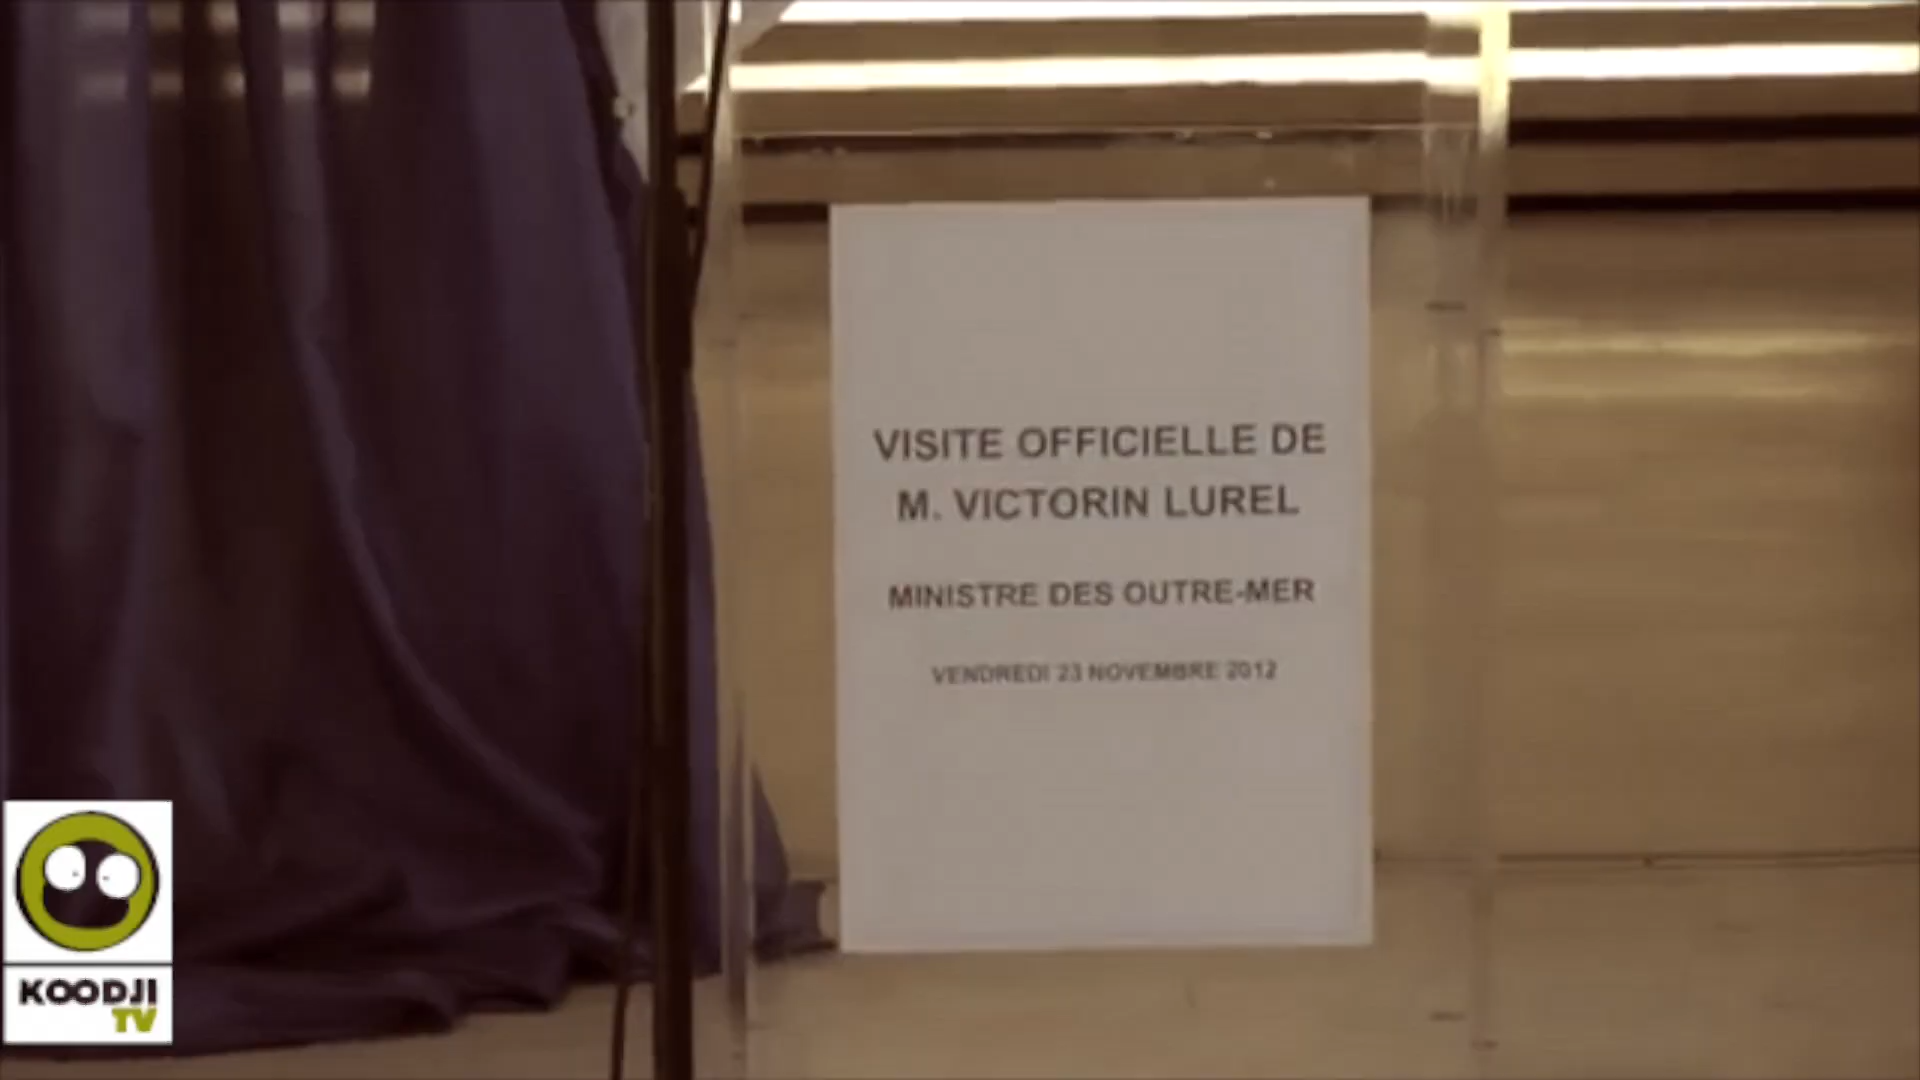 VISITE OFFICIELLE DE
M. VICTORIN LUREL
MINISTRE DES OUTRE-MER
VENDREDI 23 NOVEMBRE 2012
KOODJI
TV